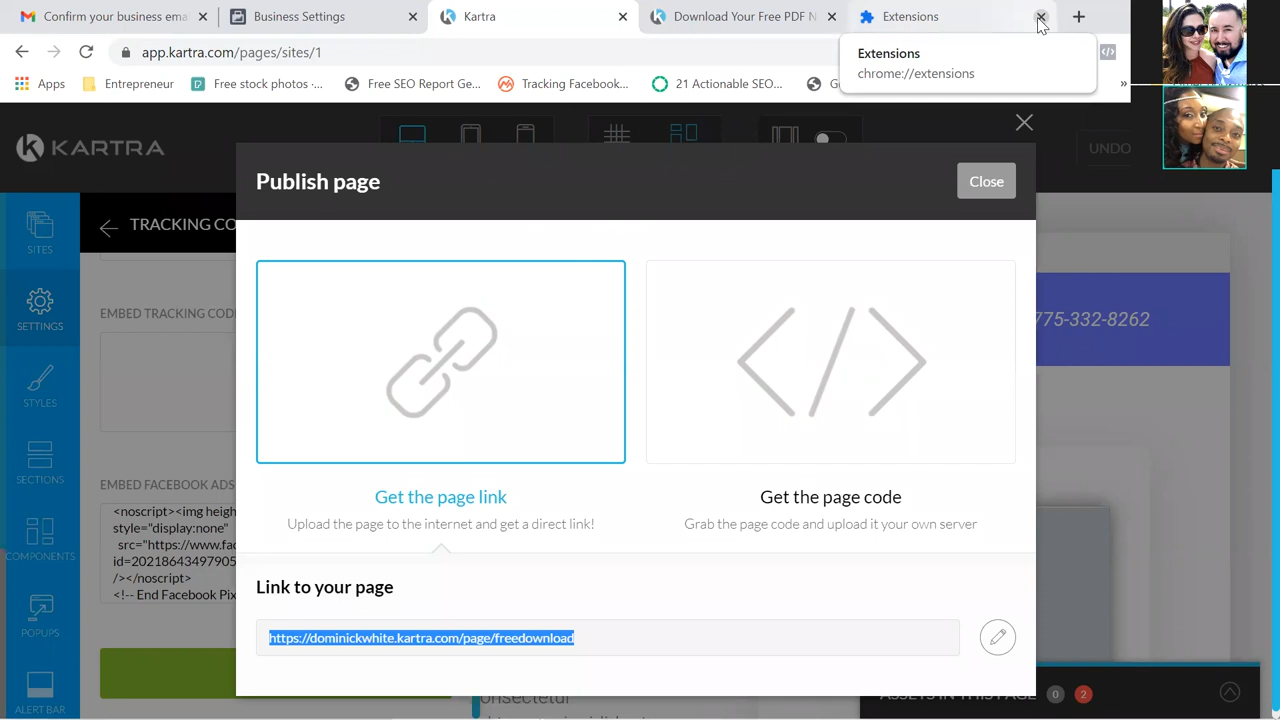 Confirm your business ema
Business Settings
Kartra
Download Your Free PDF N
Extensions
app.kartra.com/pages/sites/1
Extensions
chrome://extensions
Apps
Entrepreneur
Free stock photos ·...
Free SEO Report Ge...
Tracking Facebook...
21 Actionable SEO...
»
KARTRA
UNDO
Publish page
Close
SITES
TRACKING CO
SETTINGS
EMBED TRACKING CODE
775-332-8262
STYLES
SECTIONS
EMBED FACEBOOK ADS
<noscript><img heigh
style="display:none"
src="https://www.fac
id=20218643497905
/></noscript>
<!-- End Facebook Pix
COMPONENTS
POPUPS
ALERT BAR
Get the page link
Upload the page to the internet and get a direct link!
Get the page code
Grab the page code and upload it your own server
Link to your page
https://dominickwhite.kartra.com/page/freedownload
onsectetur
ASSETS IN THIS PAGE 0 2